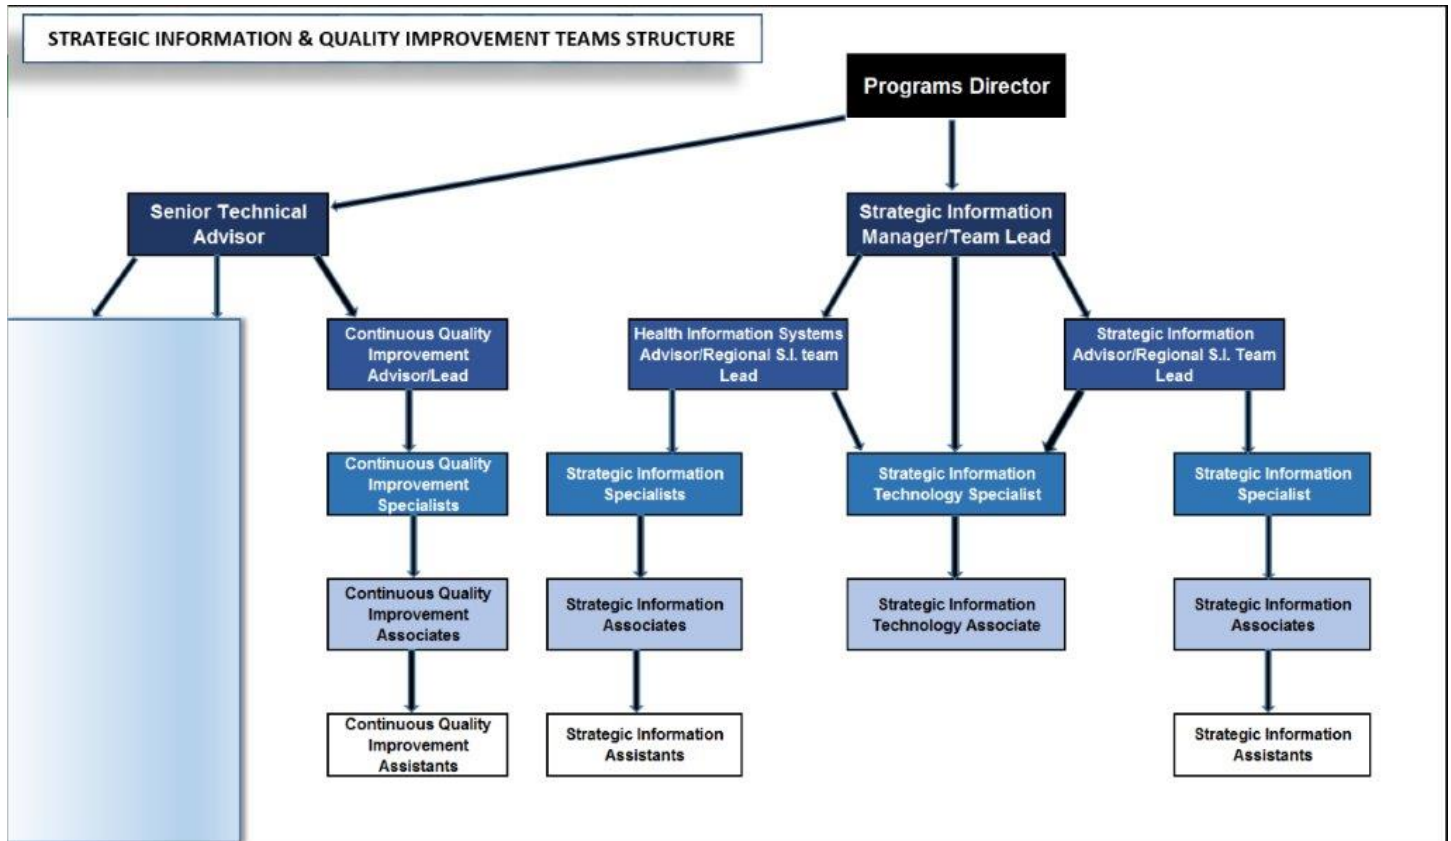 STRATEGIC INFORMATION & QUALITY IMPROVEMENT TEAMS STRUCTURE
Programs Director
Senior Technical
Advisor
Strategic Information
Manager/Team Lead
Continuous Quality
Improvement
Advisor/Lead
Health Information Systems
Advisor/Regional S.I. team
Lead
Strategic Information
Advisor/Regional S.I. Team
Lead
Continuous Quality
Improvement
Specialists
Strategic Information
Specialists
Strategic Information
Technology Specialist
Strategic Information
Specialist
Continuous Quality
Improvement
Associates
Strategic Information
Associates
Strategic Information
Technology Associate
Strategic Information
Associates
Continuous Quality
Improvement
Assistants
Strategic Information
Assistants
Strategic Information
Assistants